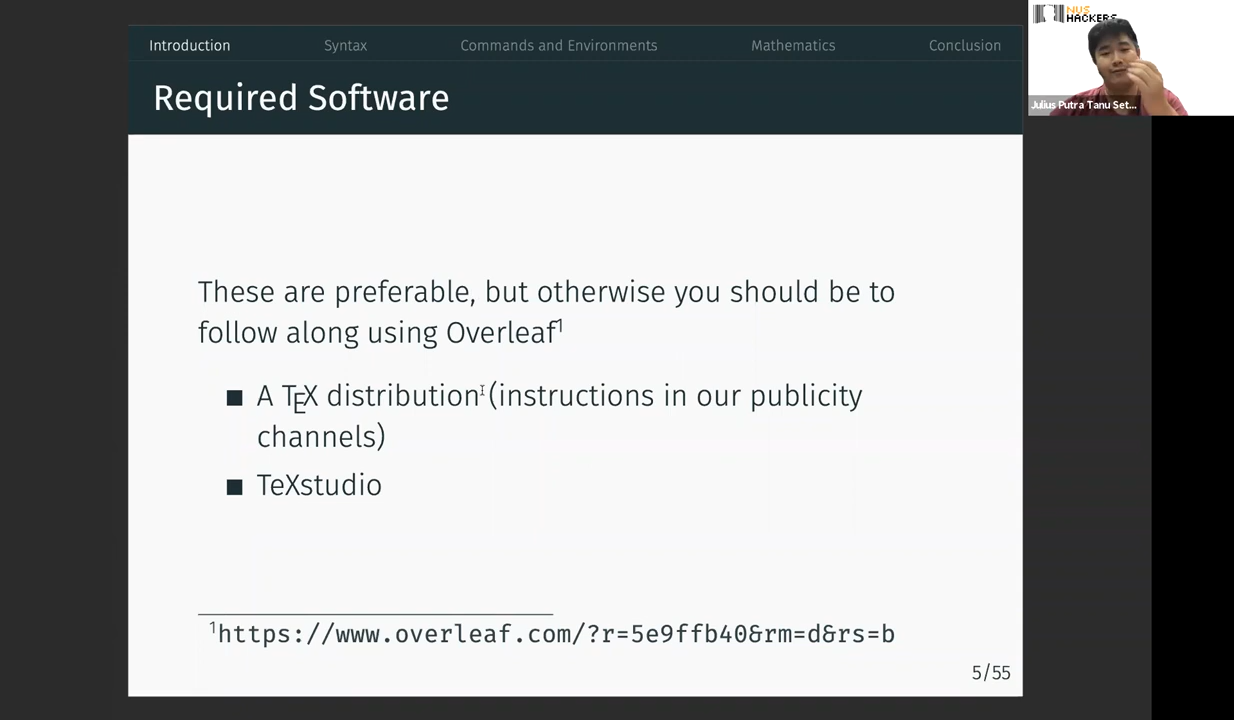 Introduction Syntax Commands and Environments Mathematics Conclusion
Required Software
These are preferable, but otherwise you should be to
follow along using Overleaf¹
■ A TEX distribution (instructions in our publicity
channels)
■ TeXstudio
¹https://www.overleaf.com/?r=5e9ffb40&rm=d&rs=b
5/55
NUS
HACKERS
Julius Putra Tanu Set...